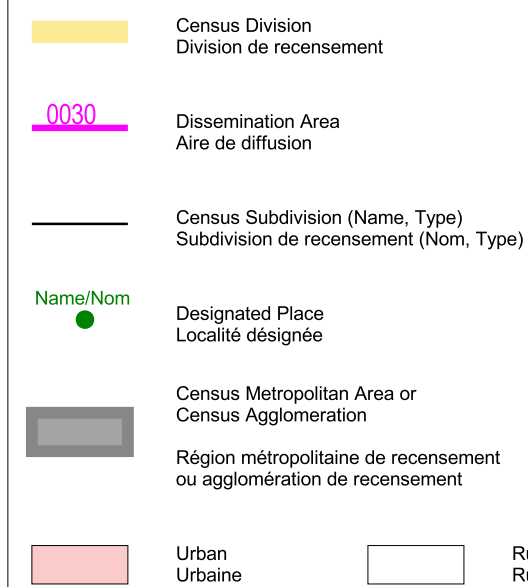 Census Division
Division de recensement
0030
Dissemination Area
Aire de diffusion
Census Subdivision (Name, Type)
Subdivision de recensement (Nom, Type)
Name/Nom
Designated Place
Localité désignée
Census Metropolitan Area or
Census Agglomeration
Région métropolitaine de recensement
ou agglomération de recensement
Urban
Urbaine